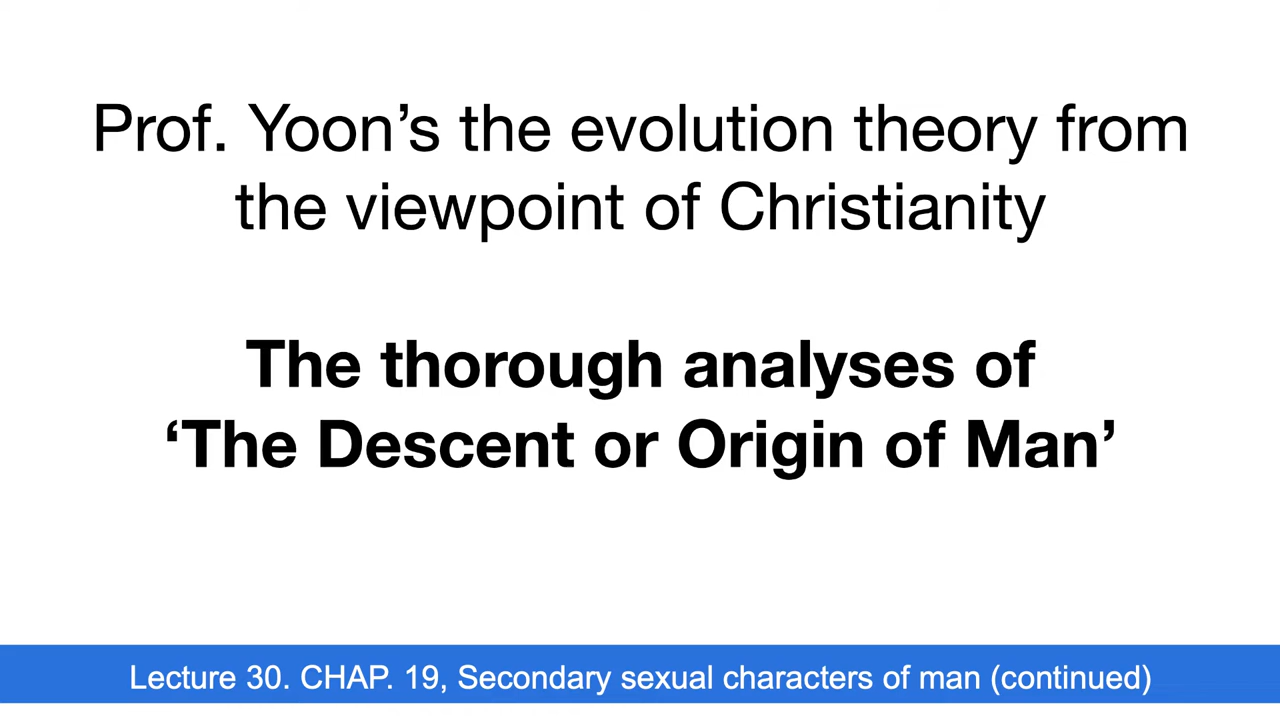 Prof. Yoon’s the evolution theory from
the viewpoint of Christianity
The thorough analyses of
‘The Descent or Origin of Man’
Lecture 30. CHAP. 19, Secondary sexual characters of man (continued)